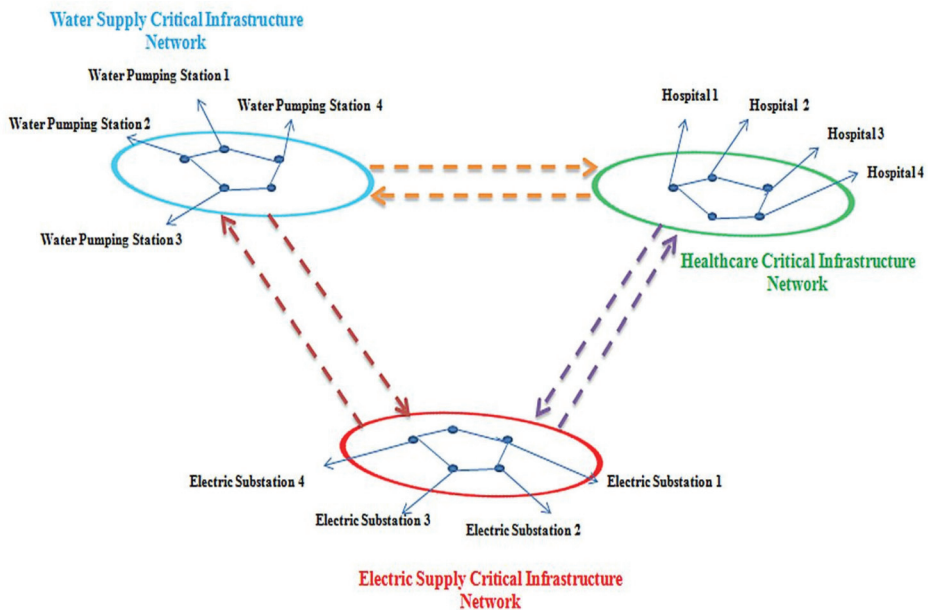 Water Supply Critical Infrastructure
Network
Water Pumping Station 1
Water Pumping Station 4
Water Pumping Station 2
Water Pumping Station 3
Hospital 1
Hospital 2
Hospital 3
Hospital 4
Healthcare Critical Infrastructure
Network
Electric Substation 4
Electric Substation 1
Electric Substation 3
Electric Substation 2
Electric Supply Critical Infrastructure
Network